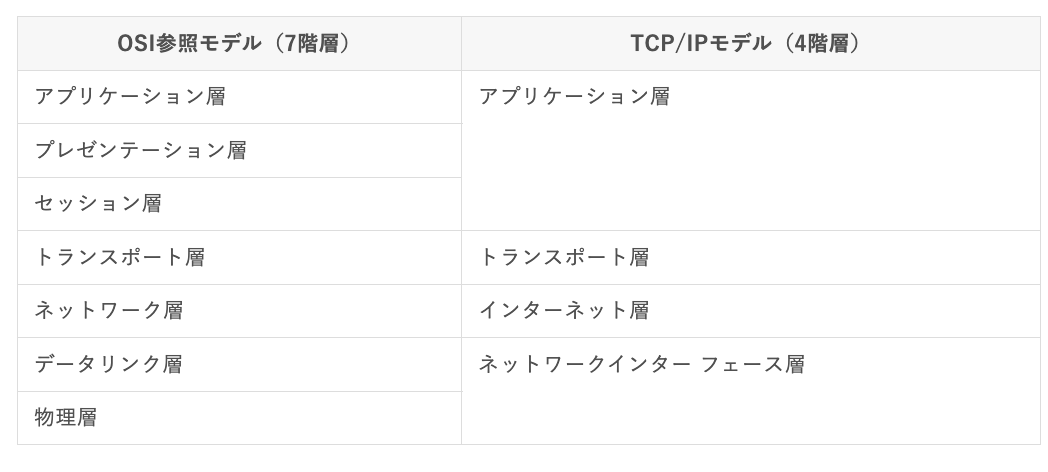 OSI参照モデル（7階層） TCP/IPモデル（4階層）
アプリケーション層 アプリケーション層
プレゼンテーション層
セッション層
トランスポート層 トランスポート層
ネットワーク層 インターネット層
データリンク層 ネットワークインター フェース層
物理層